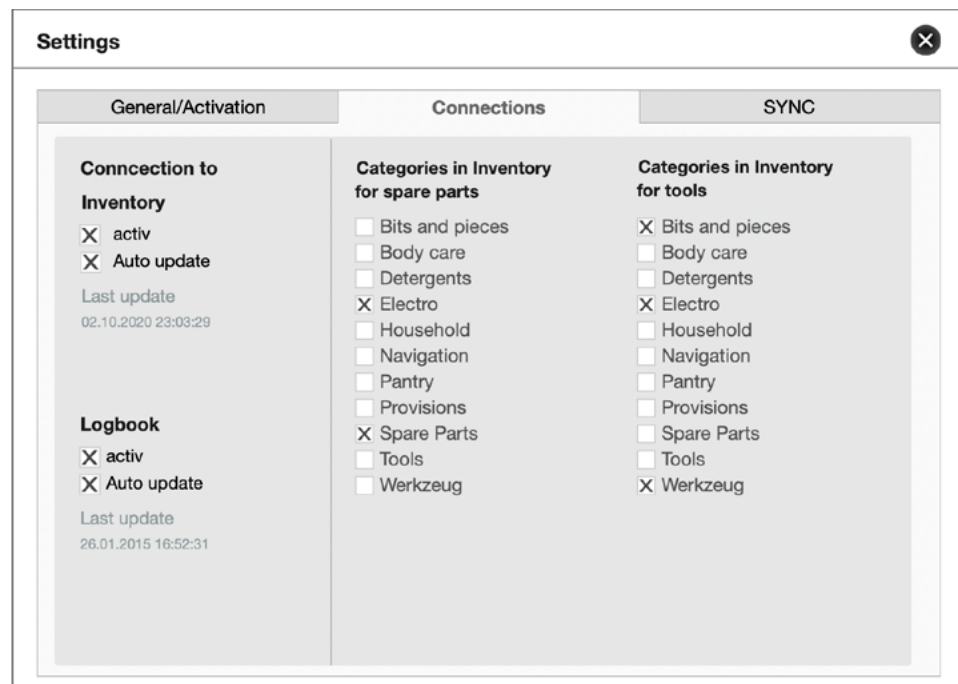 Settings
General/Activation
Connections
SYNC
Conncection to
Inventory
X activ
X Auto update
Last update
02.10.2020 23:03:29
Logbook
X activ
X Auto update
Last update
26.01.2015 16:52:31
Categories in Inventory
for spare parts
Bits and pieces
Body care
Detergents
X Electro
Household
Navigation
Pantry
Provisions
X Spare Parts
Tools
Werkzeug
Categories in Inventory
for tools
X Bits and pieces
Body care
Detergents
X Electro
Household
Navigation
Pantry
Provisions
Spare Parts
Tools
X Werkzeug